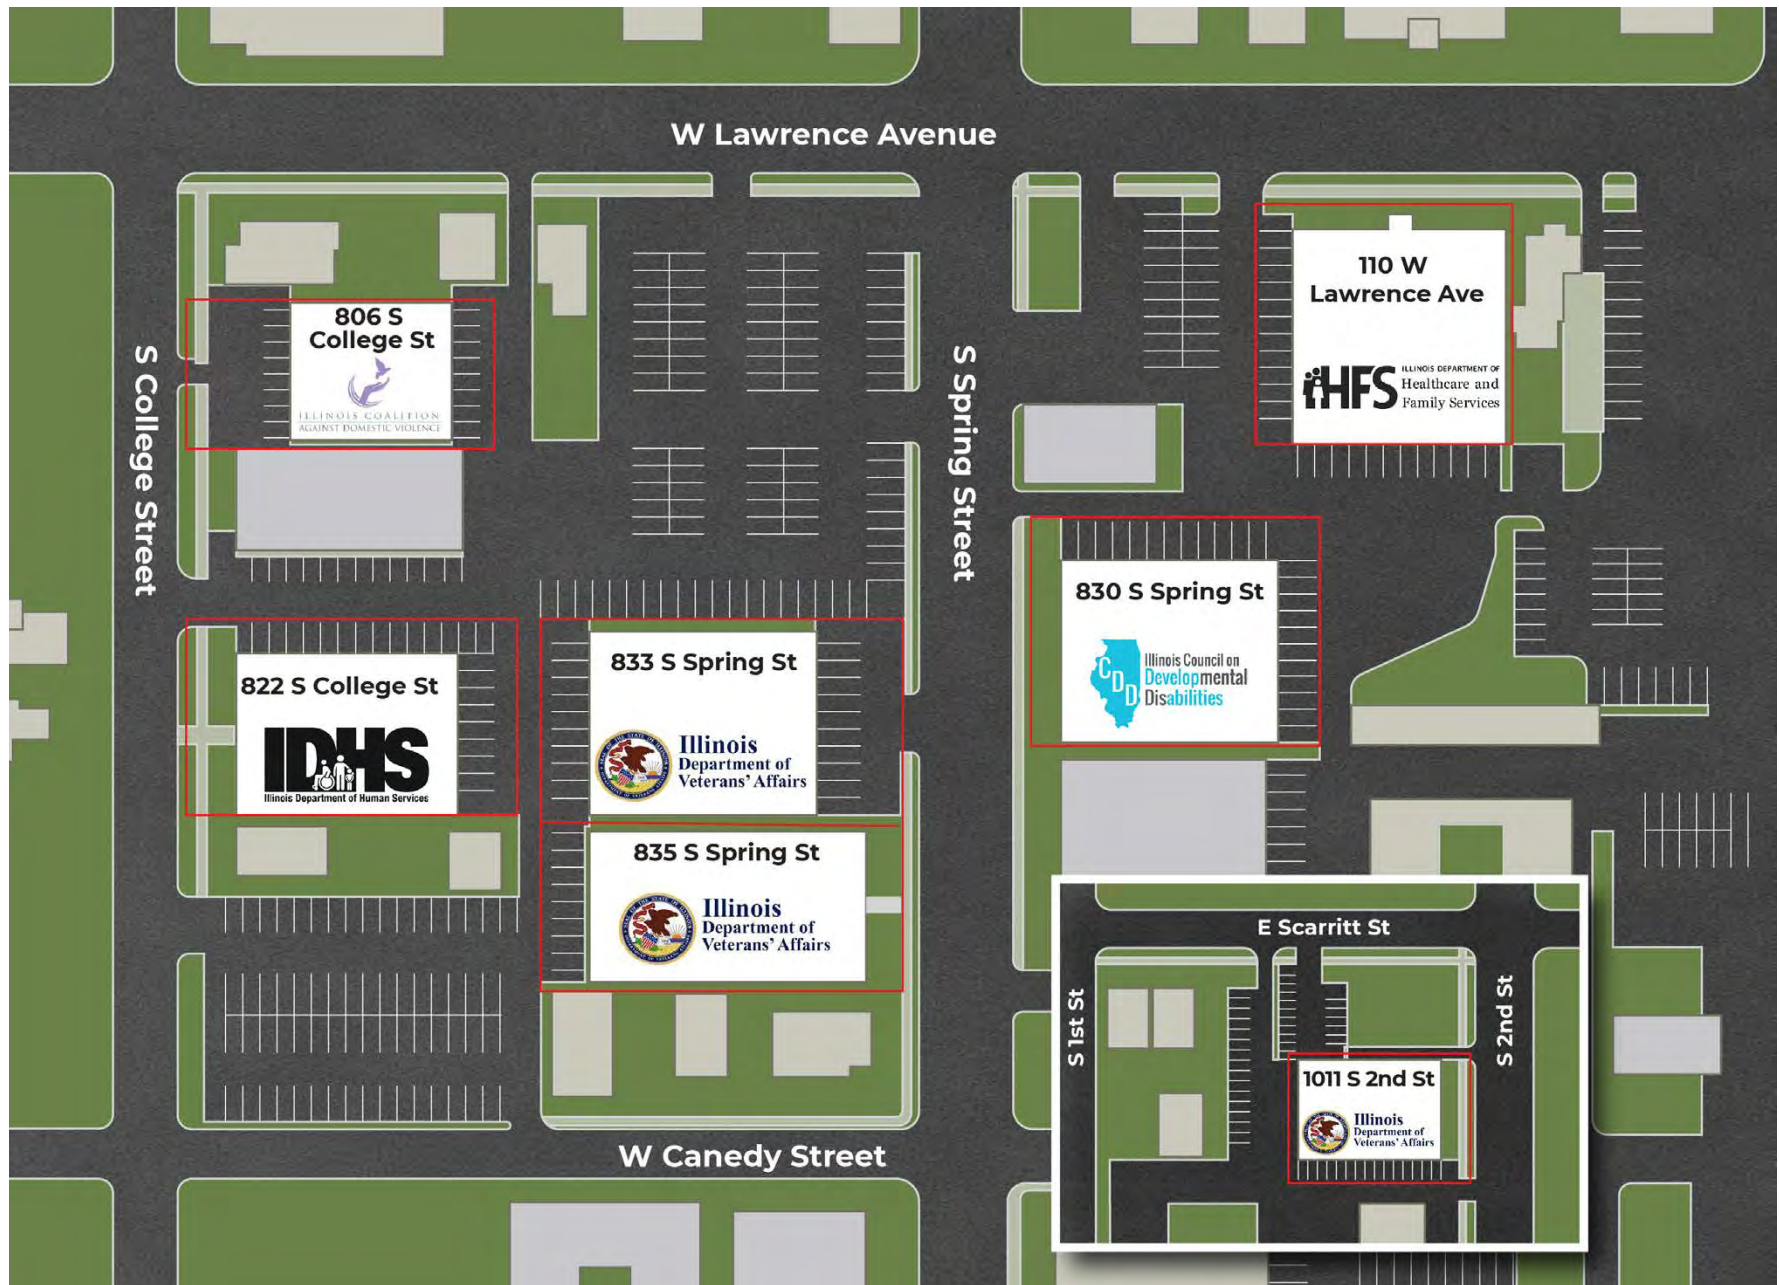 W Lawrence Avenue
S College Street
S Spring Street
806 S
College St
ILLINOIS COALITION
AGAINST DOMESTIC VIOLENCE
110 W
Lawrence Ave
HFS
ILLINOIS DEPARTMENT OF
Healthcare and
Family Services
822 S College St
IDHS
Illinois Department of Human Services
833 S Spring St
Illinois
Department of
Veterans' Affairs
830 S Spring St
CDD
Illinois Council on
Developmental
Disabilities
835 S Spring St
Illinois
Department of
Veterans' Affairs
W Canedy Street
E Scarritt St
S 1st St
S 2nd St
1011 S 2nd St
Illinois
Department of
Veterans' Affairs